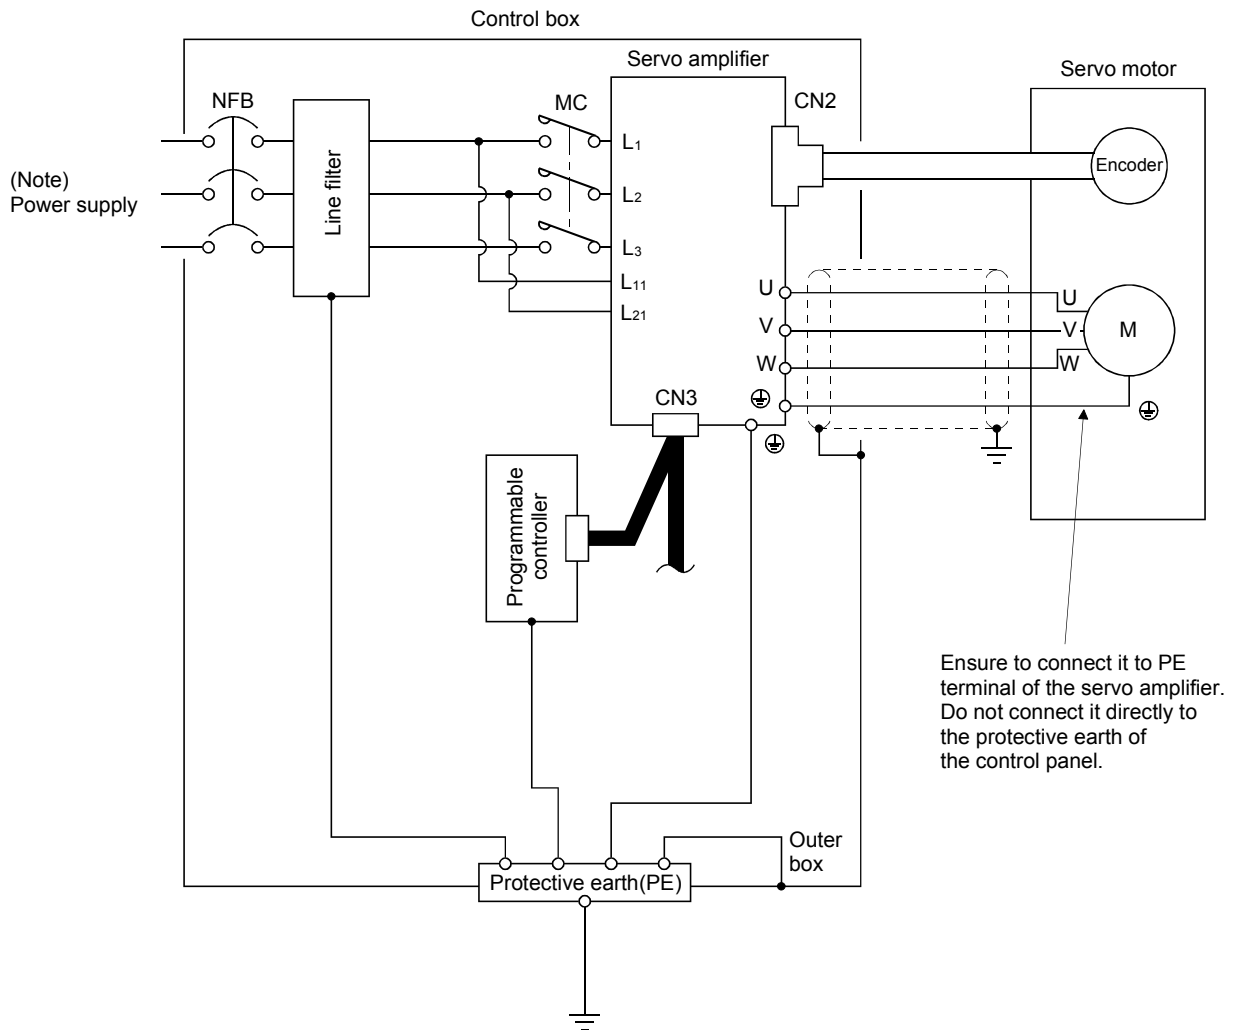 Control box
Servo amplifier
Servo motor
NFB
MC
CN2
(Note)
Power supply
Line filter
L1
L2
L3
L11
L21
Encoder
U
V
W
U
V
W
M
CN3
Programmable
controller
Ensure to connect it to PE
terminal of the servo amplifier.
Do not connect it directly to
the protective earth of
the control panel.
Outer
box
Protective earth(PE)